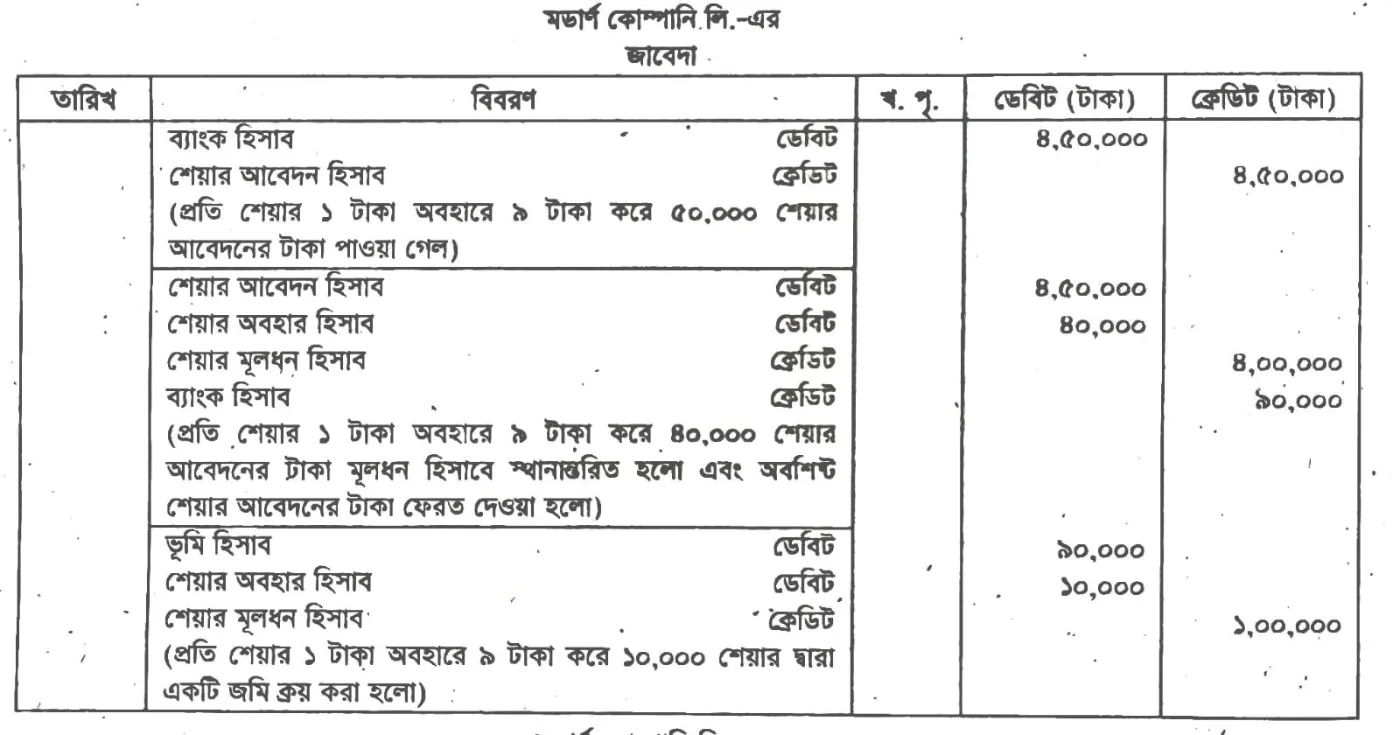 মডার্ণ কোম্পানি লি.-এর
জাবেদা
তারিখ বিবরণ খ. পৃ. ডেবিট (টাকা) ক্রেডিট (টাকা)
ব্যাংক হিসাব ডেবিট ৪,৫০,০০০
শেয়ার আবেদন হিসাব ক্রেডিট ৪,৫০,০০০
(প্রতি শেয়ার ১ টাকা অবহারে ৯ টাকা করে ৫০,০০০ শেয়ার
আবেদনের টাকা পাওয়া গেল)
শেয়ার আবেদন হিসাব ডেবিট ৪,৫০,০০০
শেয়ার অবহার হিসাব ডেবিট ৪০,০০০
শেয়ার মূলধন হিসাব ক্রেডিট ৪,০০,০০০
ব্যাংক হিসাব ক্রেডিট ৯০,০০০
(প্রতি শেয়ার ১ টাকা অবহারে ৯ টাকা করে ৪০,০০০ শেয়ার
আবেদনের টাকা মূলধন হিসাবে স্থানান্তরিত হলো এবং অবশিষ্ট
শেয়ার আবেদনের টাকা ফেরত দেওয়া হলো)
ভূমি হিসাব ডেবিট ৯০,০০০
শেয়ার অবহার হিসাব ডেবিট ১০,০০০
শেয়ার মূলধন হিসাব ক্রেডিট ১,০০,০০০
(প্রতি শেয়ার ১ টাকা অবহারে ৯ টাকা করে ১০,০০০ শেয়ার দ্বারা
একটি জমি ক্রয় করা হলো)